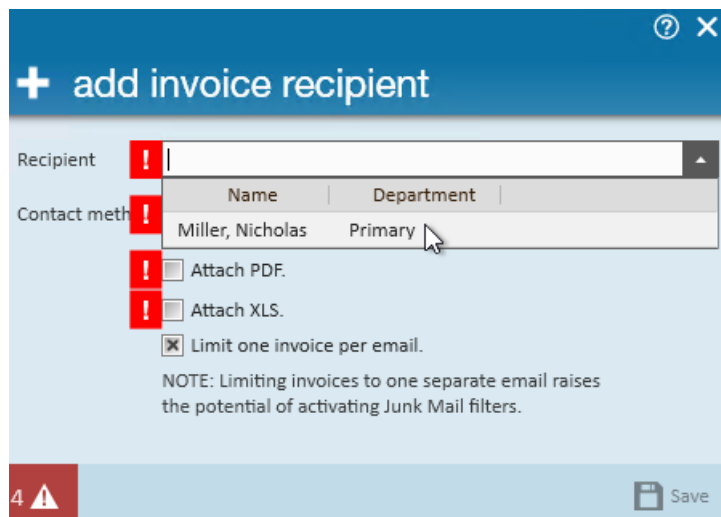 add invoice recipient
Recipient !
Name Department
Contact meth !
Miller, Nicholas Primary
! Attach PDF.
! Attach XLS.
Limit one invoice per email.
NOTE: Limiting invoices to one separate email raises
the potential of activating Junk Mail filters.
4 Save